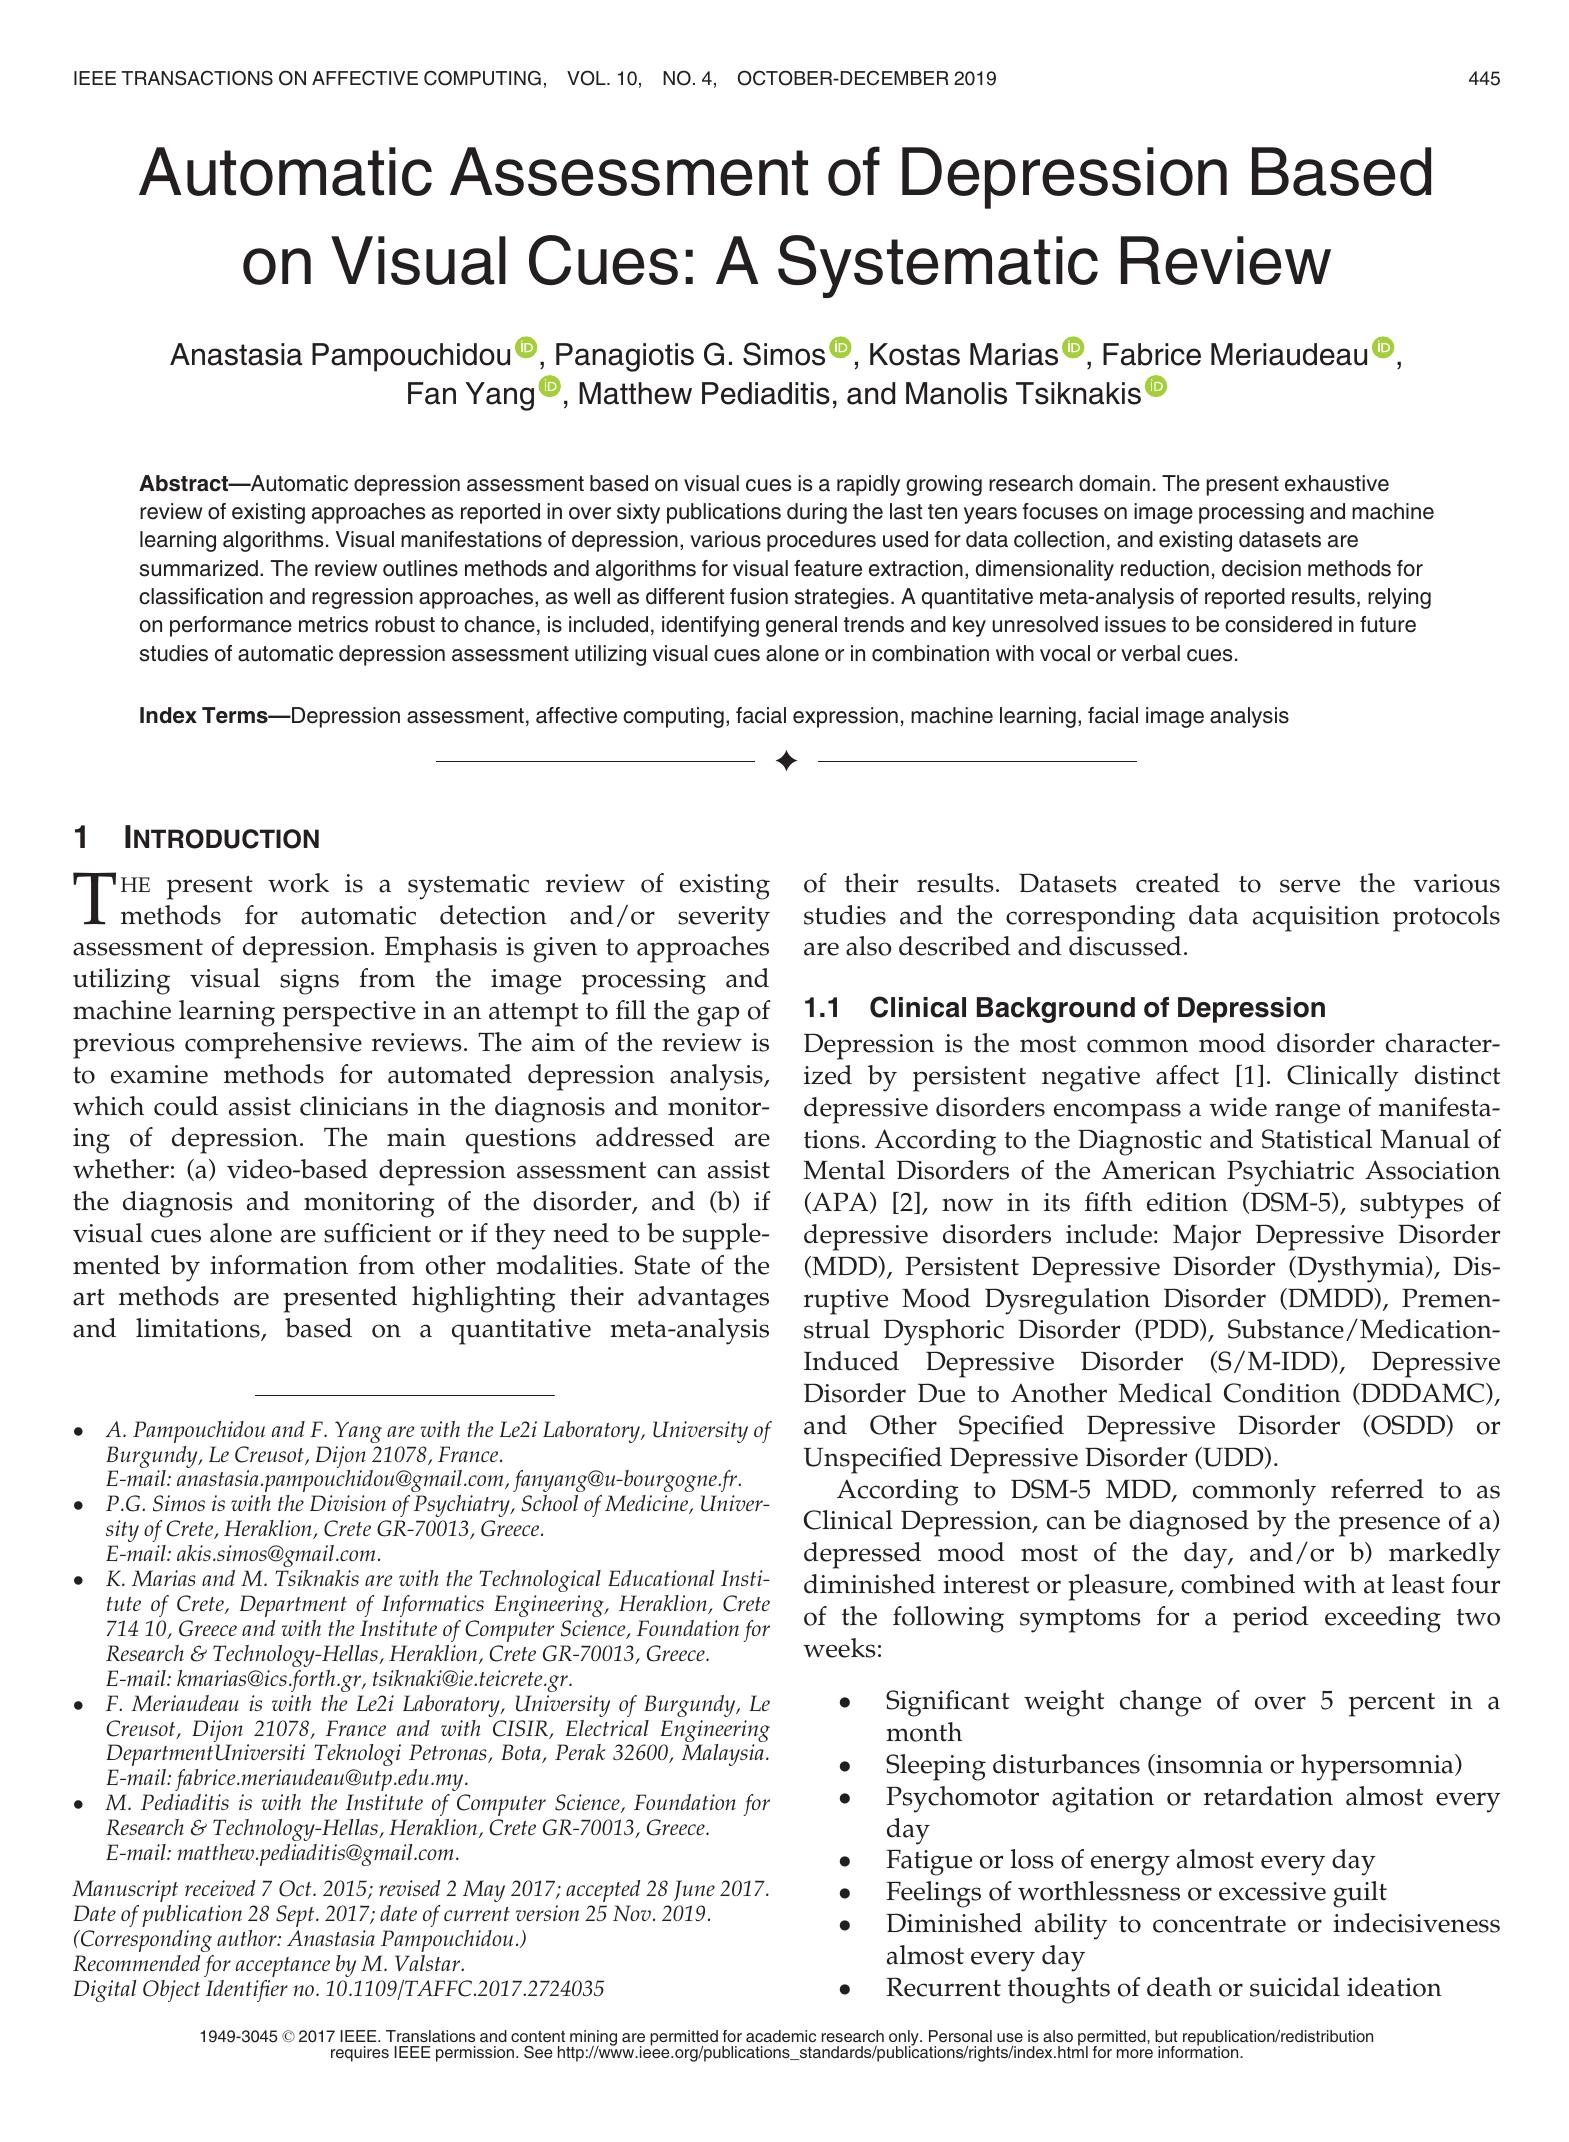 IEEE TRANSACTIONS ON AFFECTIVE COMPUTING, VOL. 10, NO. 4, OCTOBER-DECEMBER 2019 445
Automatic Assessment of Depression Based
on Visual Cues: A Systematic Review
Anastasia Pampouchidou iD, Panagiotis G. Simos iD, Kostas Marias iD, Fabrice Meriaudeau iD,
Fan Yang iD, Matthew Pediaditis, and Manolis Tsiknakis iD
Abstract—Automatic depression assessment based on visual cues is a rapidly growing research domain. The present exhaustive
review of existing approaches as reported in over sixty publications during the last ten years focuses on image processing and machine
learning algorithms. Visual manifestations of depression, various procedures used for data collection, and existing datasets are
summarized. The review outlines methods and algorithms for visual feature extraction, dimensionality reduction, decision methods for
classification and regression approaches, as well as different fusion strategies. A quantitative meta-analysis of reported results, relying
on performance metrics robust to chance, is included, identifying general trends and key unresolved issues to be considered in future
studies of automatic depression assessment utilizing visual cues alone or in combination with vocal or verbal cues.
Index Terms—Depression assessment, affective computing, facial expression, machine learning, facial image analysis
1 INTRODUCTION
THE present work is a systematic review of existing
methods for automatic detection and/or severity
assessment of depression. Emphasis is given to approaches
utilizing visual signs from the image processing and
machine learning perspective in an attempt to fill the gap of
previous comprehensive reviews. The aim of the review is
to examine methods for automated depression analysis,
which could assist clinicians in the diagnosis and monitor-
ing of depression. The main questions addressed are
whether: (a) video-based depression assessment can assist
the diagnosis and monitoring of the disorder, and (b) if
visual cues alone are sufficient or if they need to be supple-
mented by information from other modalities. State of the
art methods are presented highlighting their advantages
and limitations, based on a quantitative meta-analysis
• A. Pampouchidou and F. Yang are with the Le2i Laboratory, University of
Burgundy, Le Creusot, Dijon 21078, France.
E-mail: anastasia.pampouchidou@gmail.com, fanyang@u-bourgogne.fr.
• P.G. Simos is with the Division of Psychiatry, School of Medicine, Univer-
sity of Crete, Heraklion, Crete GR-70013, Greece.
E-mail: akis.simos@gmail.com.
• K. Marias and M. Tsiknakis are with the Technological Educational Insti-
tute of Crete, Department of Informatics Engineering, Heraklion, Crete
714 10, Greece and with the Institute of Computer Science, Foundation for
Research & Technology-Hellas, Heraklion, Crete GR-70013, Greece.
E-mail: kmarias@ics.forth.gr, tsiknaki@ie.teicrete.gr.
• F. Meriaudeau is with the Le2i Laboratory, University of Burgundy, Le
Creusot, Dijon 21078, France and with CISIR, Electrical Engineering
DepartmentUniversiti Teknologi Petronas, Bota, Perak 32600, Malaysia.
E-mail: fabrice.meriaudeau@utp.edu.my.
• M. Pediaditis is with the Institute of Computer Science, Foundation for
Research & Technology-Hellas, Heraklion, Crete GR-70013, Greece.
E-mail: matthew.pediaditis@gmail.com.
Manuscript received 7 Oct. 2015; revised 2 May 2017; accepted 28 June 2017.
Date of publication 28 Sept. 2017; date of current version 25 Nov. 2019.
(Corresponding author: Anastasia Pampouchidou.)
Recommended for acceptance by M. Valstar.
Digital Object Identifier no. 10.1109/TAFFC.2017.2724035
of their results. Datasets created to serve the various
studies and the corresponding data acquisition protocols
are also described and discussed.
1.1 Clinical Background of Depression
Depression is the most common mood disorder character-
ized by persistent negative affect [1]. Clinically distinct
depressive disorders encompass a wide range of manifesta-
tions. According to the Diagnostic and Statistical Manual of
Mental Disorders of the American Psychiatric Association
(APA) [2], now in its fifth edition (DSM-5), subtypes of
depressive disorders include: Major Depressive Disorder
(MDD), Persistent Depressive Disorder (Dysthymia), Dis-
ruptive Mood Dysregulation Disorder (DMDD), Premen-
strual Dysphoric Disorder (PDD), Substance/Medication-
Induced Depressive Disorder (S/M-IDD), Depressive
Disorder Due to Another Medical Condition (DDDAMC),
and Other Specified Depressive Disorder (OSDD) or
Unspecified Depressive Disorder (UDD).
According to DSM-5 MDD, commonly referred to as
Clinical Depression, can be diagnosed by the presence of a)
depressed mood most of the day, and/or b) markedly
diminished interest or pleasure, combined with at least four
of the following symptoms for a period exceeding two
weeks:
• Significant weight change of over 5 percent in a
month
• Sleeping disturbances (insomnia or hypersomnia)
• Psychomotor agitation or retardation almost every
day
• Fatigue or loss of energy almost every day
• Feelings of worthlessness or excessive guilt
• Diminished ability to concentrate or indecisiveness
almost every day
• Recurrent thoughts of death or suicidal ideation
1949-3045 © 2017 IEEE. Translations and content mining are permitted for academic research only. Personal use is also permitted, but republication/redistribution
requires IEEE permission. See http://www.ieee.org/publications_standards/publications/rights/index.html for more information.